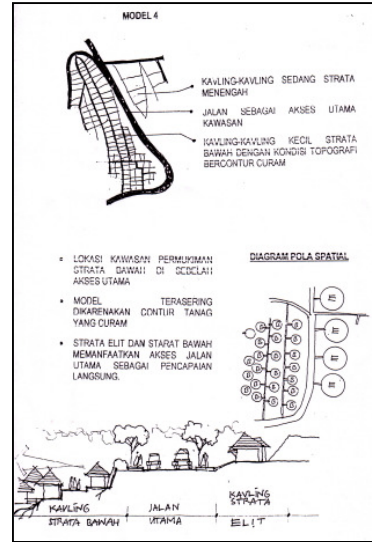 MODEL 4
KAVLING-KAVLING SEDANG STRATA
MENENGAH
JALAN SEBAGAI AKSES UTAMA
KAWASAN
KAVLING-KAVLING KECIL STRATA
BAWAH DENGAN KONDISI TOPOGRAFI
BERCONTUR CURAM
LOKASI KAWASAN PERMUKIMAN
STRATA BAWAH DI SEBELAH
AKSES UTAMA
MODEL TERASERING
DIKARENAKAN CONTUR TANAG
YANG CURAM
STRATA ELIT DAN STARAT BAWAH
MEMANFAATKAN AKSES JALAN
UTAMA SEBAGAI PENCAPAIAN
LANGSUNG.
DIAGRAM POLA SPATIAL
KAVLING
STRATA BAWAH
JALAN
UTAMA
KAVLING
STRATA
ELIT